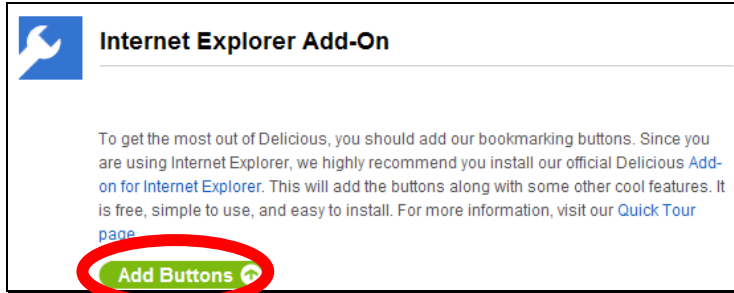 Internet Explorer Add-On
To get the most out of Delicious, you should add our bookmarking buttons. Since you
are using Internet Explorer, we highly recommend you install our official Delicious Add-
on for Internet Explorer. This will add the buttons along with some other cool features. It
is free, simple to use, and easy to install. For more information, visit our Quick Tour
page.
Add Buttons